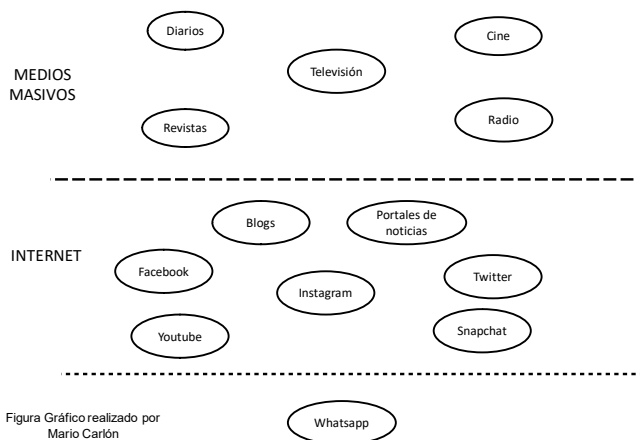 Diarios
Cine
Televisión
MEDIOS
MASIVOS
Revistas
Radio
Blogs
Portales de
noticias
INTERNET
Facebook
Twitter
Instagram
Youtube
Snapchat
Figura Gráfico realizado por
Mario Carlón
Whatsapp